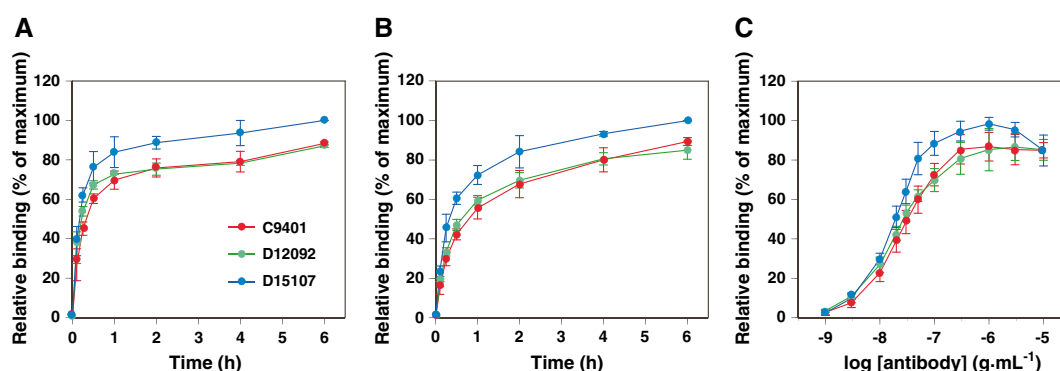 A
B
C
Relative binding (% of maximum)
120
100
80
60
40
20
0
0 1 2 3 4 5 6
Time (h)
C9401
D12092
D15107
Relative binding (% of maximum)
120
100
80
60
40
20
0
0 1 2 3 4 5 6
Time (h)
Relative binding (% of maximum)
120
100
80
60
40
20
0
-9 -8 -7 -6 -5
log [antibody] (g·mL⁻¹)